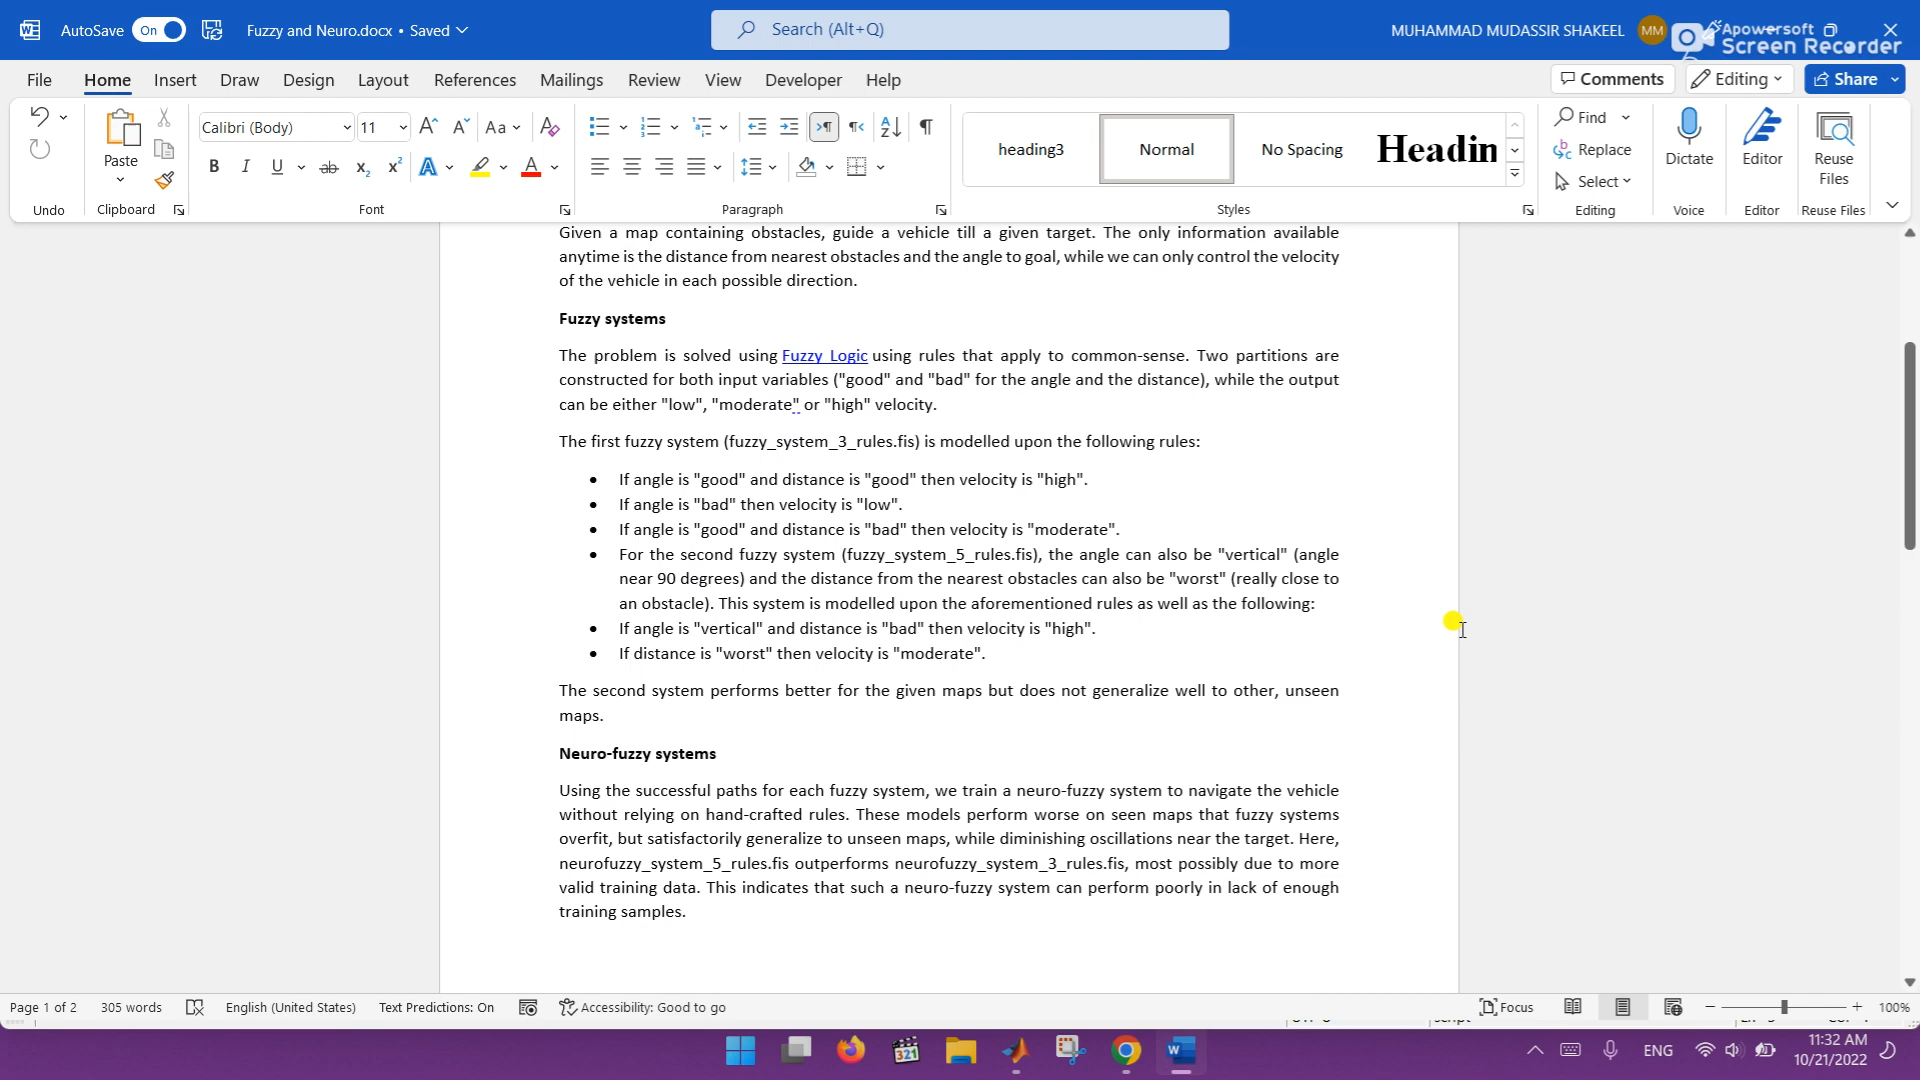 AutoSave On Fuzzy and Neuro.docx • Saved Search (Alt+Q) MUHAMMAD MUDASSIR SHAKEEL MM
Apowersoft
Screen Recorder
File Home Insert Draw Design Layout References Mailings Review View Developer Help Comments Editing Share
Calibri (Body) 11 Aa
Paste
heading3 Normal No Spacing Headin
Find
Replace
Select
Dictate
Editor
Reuse
Files
Undo Clipboard Font Paragraph Styles Editing Voice Editor Reuse Files
Given a map containing obstacles, guide a vehicle till a given target. The only information available
anytime is the distance from nearest obstacles and the angle to goal, while we can only control the velocity
of the vehicle in each possible direction.
Fuzzy systems
The problem is solved using Fuzzy Logic using rules that apply to common-sense. Two partitions are
constructed for both input variables ("good" and "bad" for the angle and the distance), while the output
can be either "low", "moderate" or "high" velocity.
The first fuzzy system (fuzzy_system_3_rules.fis) is modelled upon the following rules:
• If angle is "good" and distance is "good" then velocity is "high".
• If angle is "bad" then velocity is "low".
• If angle is "good" and distance is "bad" then velocity is "moderate".
• For the second fuzzy system (fuzzy_system_5_rules.fis), the angle can also be "vertical" (angle
near 90 degrees) and the distance from the nearest obstacles can also be "worst" (really close to
an obstacle). This system is modelled upon the aforementioned rules as well as the following:
• If angle is "vertical" and distance is "bad" then velocity is "high".
• If distance is "worst" then velocity is "moderate".
The second system performs better for the given maps but does not generalize well to other, unseen
maps.
Neuro-fuzzy systems
Using the successful paths for each fuzzy system, we train a neuro-fuzzy system to navigate the vehicle
without relying on hand-crafted rules. These models perform worse on seen maps that fuzzy systems
overfit, but satisfactorily generalize to unseen maps, while diminishing oscillations near the target. Here,
neurofuzzy_system_5_rules.fis outperforms neurofuzzy_system_3_rules.fis, most possibly due to more
valid training data. This indicates that such a neuro-fuzzy system can perform poorly in lack of enough
training samples.
Page 1 of 2 305 words English (United States) Text Predictions: On Accessibility: Good to go Focus 100%
321 ENG 11:32 AM
10/21/2022